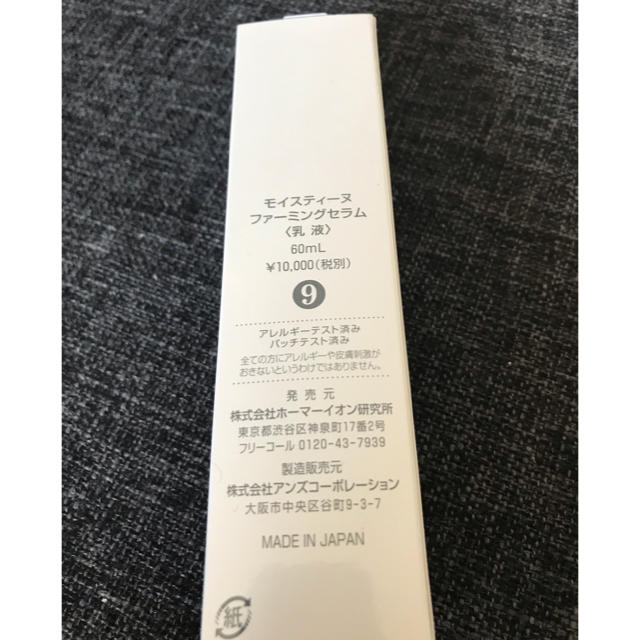 モイスティーヌ
ファーミングセラム
〈乳 液〉
60mL
¥10,000(税別)
9
アレルギーテスト済み
パッチテスト済み
全ての方にアレルギーや皮膚刺激が
おきないというわけではありません。
発 売 元
株式会社ホーマーイオン研究所
東京都渋谷区神泉町17番2号
フリーコール 0120-43-7939
製造販売元
株式会社アンズコーポレーション
大阪市中央区谷町9-3-7
MADE IN JAPAN
紙